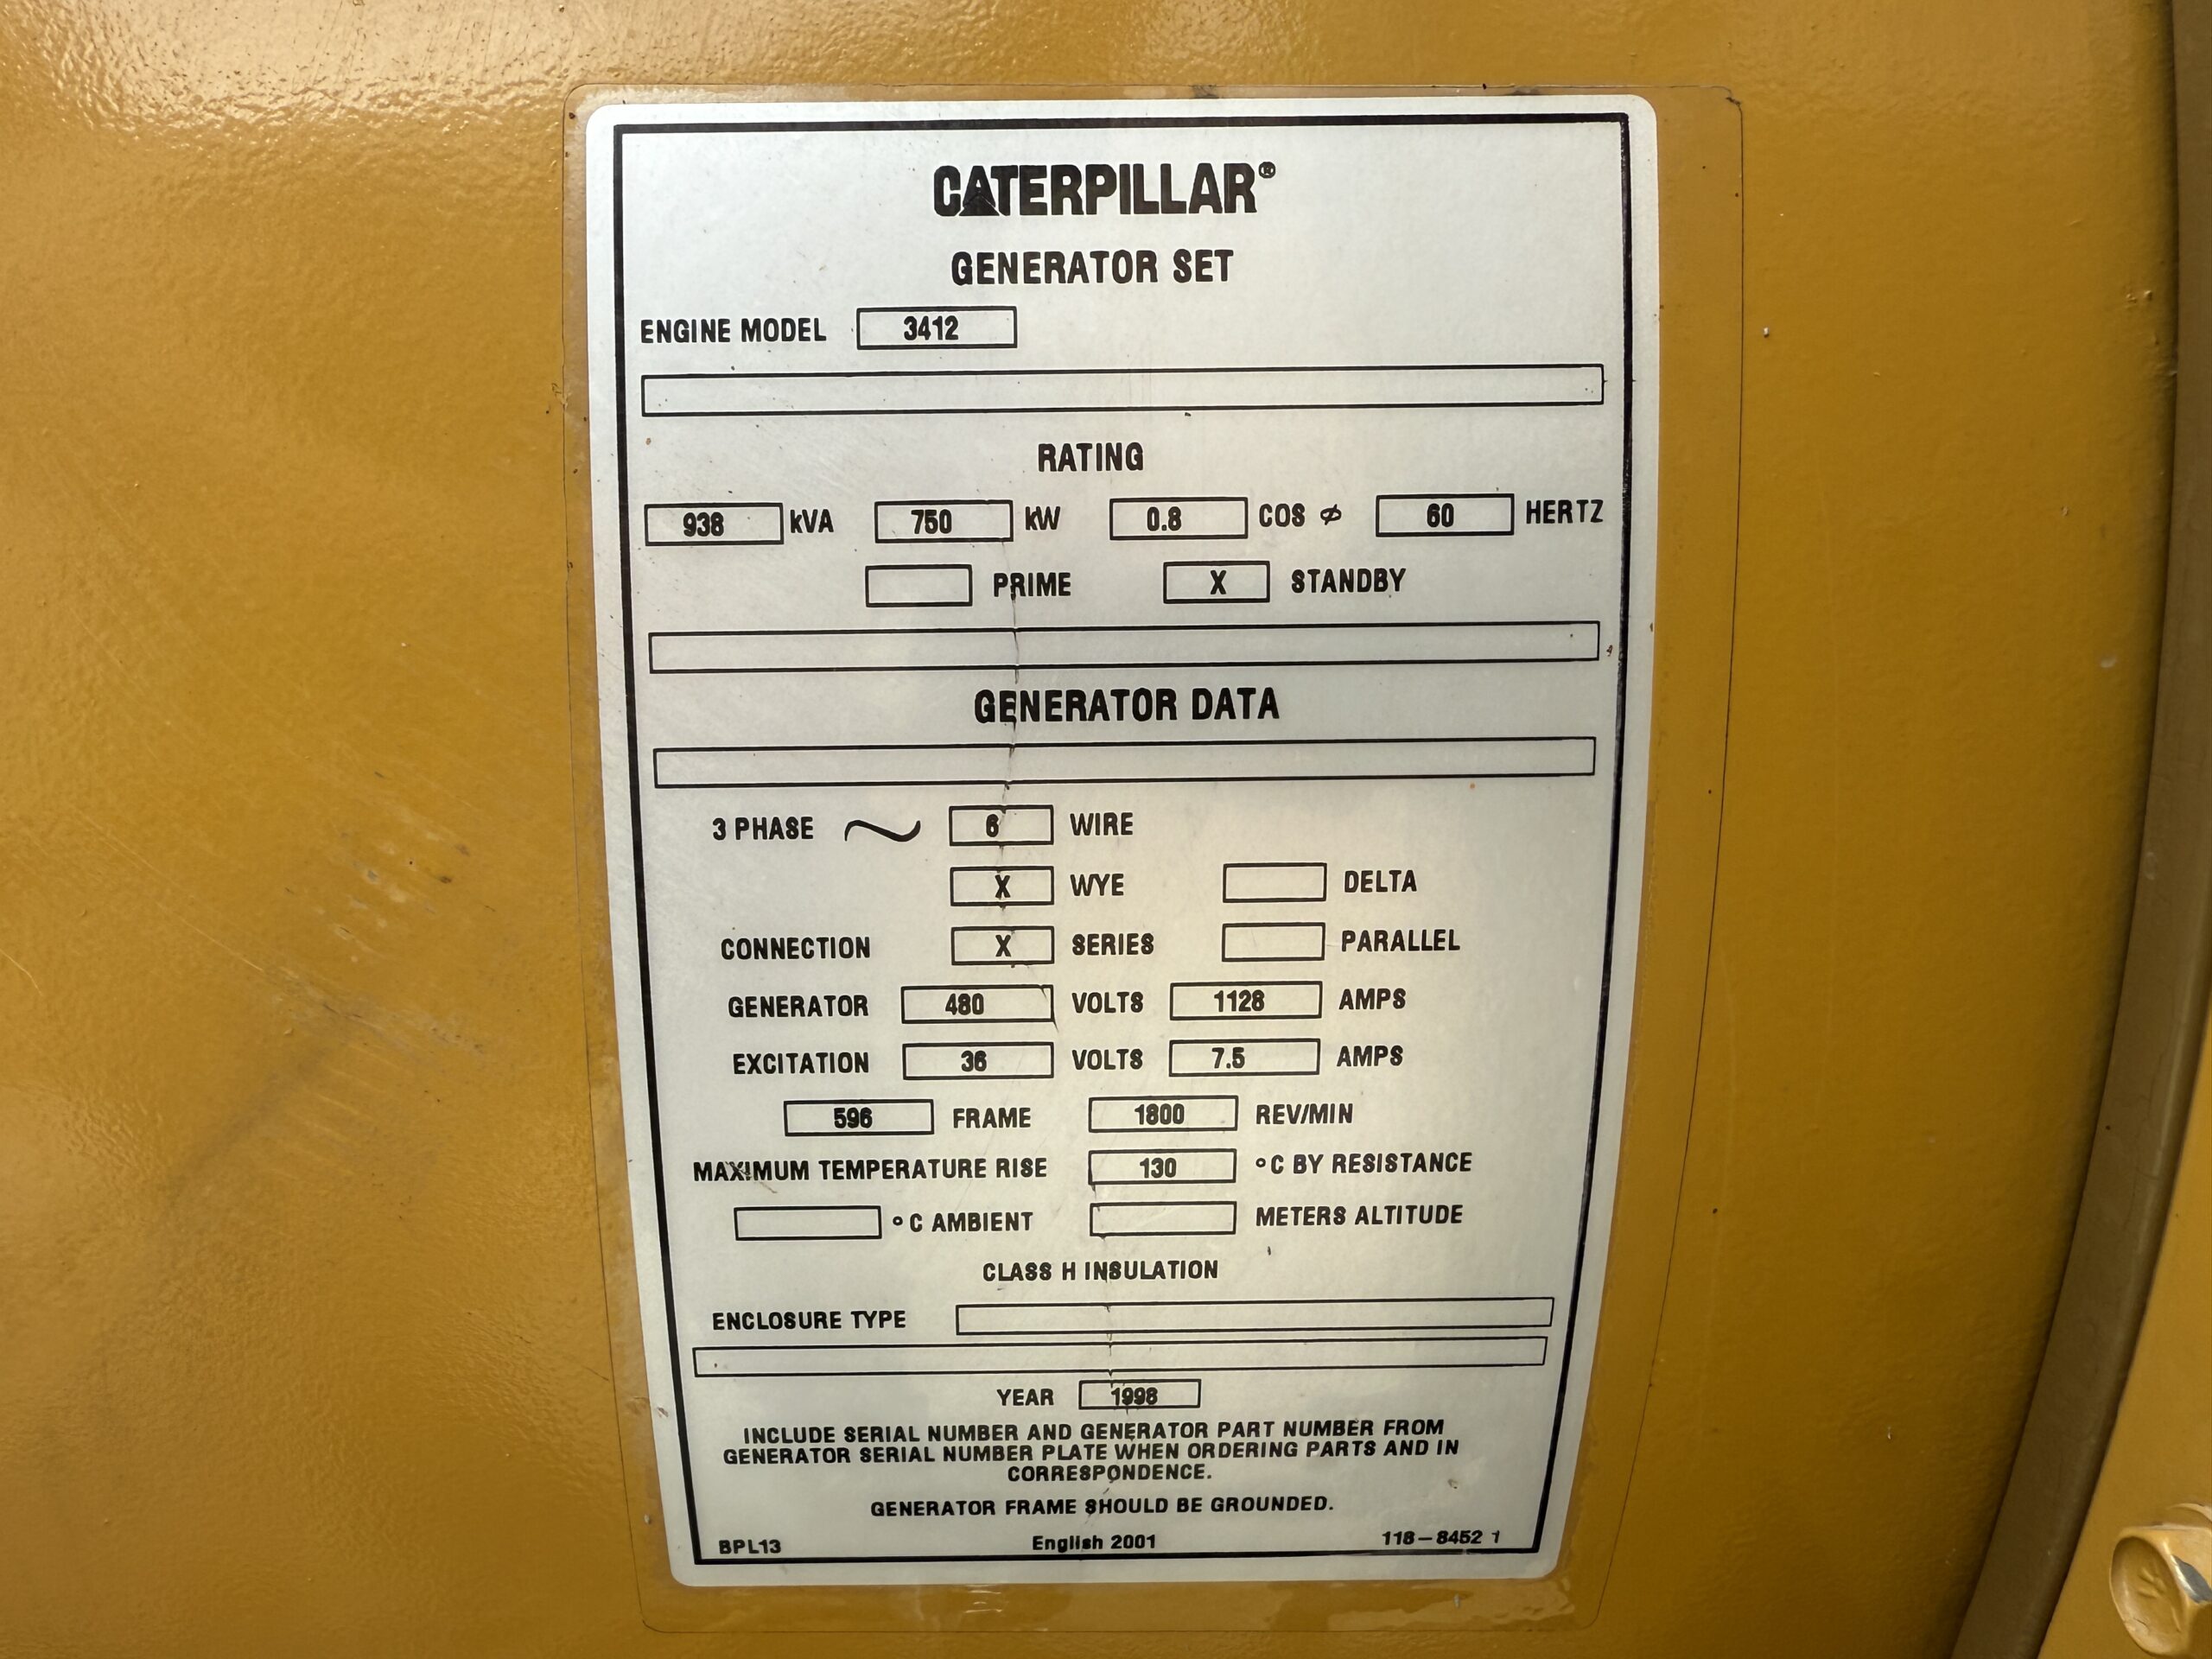 CATERPILLAR®
GENERATOR SET
ENGINE MODEL 3412
RATING
938 kVA 750 kW 0.8 COS ϕ 60 HERTZ
PRIME X STANDBY
GENERATOR DATA
3 PHASE ~ 6 WIRE
X WYE DELTA
CONNECTION X SERIES PARALLEL
GENERATOR 480 VOLTS 1128 AMPS
EXCITATION 36 VOLTS 7.5 AMPS
596 FRAME 1800 REV/MIN
MAXIMUM TEMPERATURE RISE 130 °C BY RESISTANCE
°C AMBIENT METERS ALTITUDE
CLASS H INSULATION
ENCLOSURE TYPE
YEAR 1998
INCLUDE SERIAL NUMBER AND GENERATOR PART NUMBER FROM
GENERATOR SERIAL NUMBER PLATE WHEN ORDERING PARTS AND IN
CORRESPONDENCE.
GENERATOR FRAME SHOULD BE GROUNDED.
BPL13 English 2001 118-8452 1